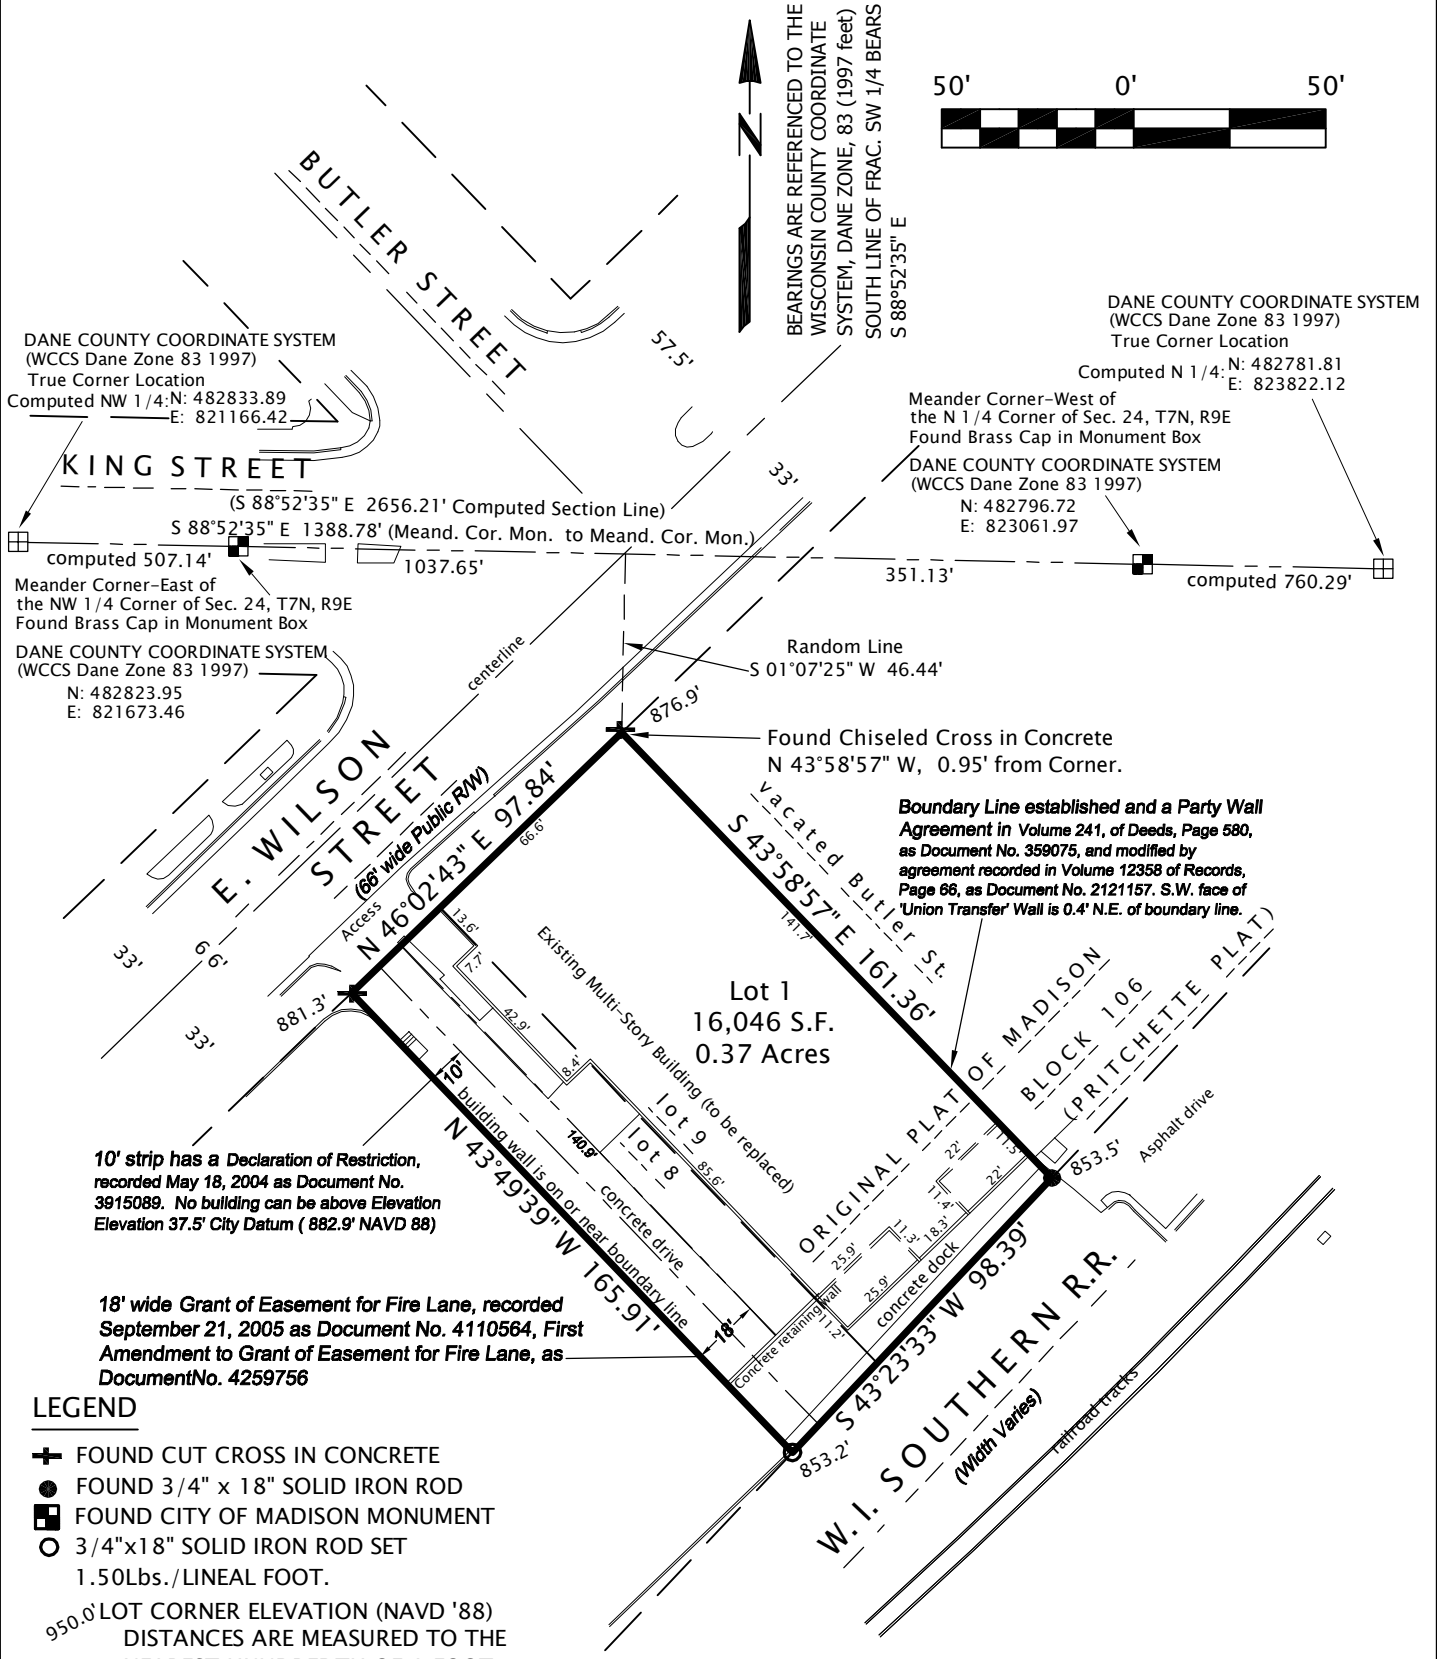 BEARINGS ARE REFERENCED TO THE
WISCONSIN COUNTY COORDINATE
SYSTEM, DANE ZONE, 83 (1997 feet)
SOUTH LINE OF FRAC. SW 1/4 BEARS
S 88°52'35" E
N
50' 0' 50'
BUTLER STREET
57.5'
DANE COUNTY COORDINATE SYSTEM
(WCCS Dane Zone 83 1997)
True Corner Location
Computed NW 1/4: N: 482833.89
E: 821166.42
DANE COUNTY COORDINATE SYSTEM
(WCCS Dane Zone 83 1997)
True Corner Location
Computed N 1/4: N: 482781.81
E: 823822.12
Meander Corner-West of
the N 1/4 Corner of Sec. 24, T7N, R9E
Found Brass Cap in Monument Box
DANE COUNTY COORDINATE SYSTEM
(WCCS Dane Zone 83 1997)
N: 482796.72
E: 823061.97
KING STREET
33'
(S 88°52'35" E 2656.21' Computed Section Line)
S 88°52'35" E 1388.78' (Meand. Cor. Mon. to Meand. Cor. Mon.)
computed 507.14'
1037.65'
351.13'
computed 760.29'
Meander Corner-East of
the NW 1/4 Corner of Sec. 24, T7N, R9E
Found Brass Cap in Monument Box
DANE COUNTY COORDINATE SYSTEM
(WCCS Dane Zone 83 1997)
N: 482823.95
E: 821673.46
centerline
Random Line
S 01°07'25" W 46.44'
876.9'
Found Chiseled Cross in Concrete
N 43°58'57" W, 0.95' from Corner.
E. WILSON
STREET
(66' wide Public R/W)
Access
N 46°02'43" E 97.84'
66.6'
vacated Butler St.
S 43°58'57" E 161.36'
141.7'
Boundary Line established and a Party Wall
Agreement in Volume 241, of Deeds, Page 580,
as Document No. 359075, and modified by
agreement recorded in Volume 12358 of Records,
Page 66, as Document No. 2121157. S.W. face of
'Union Transfer' Wall is 0.4' N.E. of boundary line.
33'
66'
33'
881.3'
13.6'
7.7'
42.9'
8.4'
Existing Multi-Story Building (to be replaced)
Lot 1
16,046 S.F.
0.37 Acres
ORIGINAL PLAT OF MADISON
BLOCK 106
(PRITCHETTE PLAT)
Asphalt drive
10'
building wall is on or near boundary line
N 43°49'39" W 165.91'
140.9'
lot 8
lot 9
85.6'
concrete drive
10' strip has a Declaration of Restriction,
recorded May 18, 2004 as Document No.
3915089. No building can be above Elevation
Elevation 37.5' City Datum ( 882.9' NAVD 88)
22'
11.5'
22'
11.4'
18.3'
11.3'
25.9'
25.9'
11.2'
853.5'
concrete dock
Concrete retaining wall
18'
S 43°23'33" W 98.39'
853.2'
18' wide Grant of Easement for Fire Lane, recorded
September 21, 2005 as Document No. 4110564, First
Amendment to Grant of Easement for Fire Lane, as
DocumentNo. 4259756
W.I. SOUTHERN R.R.
(Width Varies)
railroad tracks
LEGEND
FOUND CUT CROSS IN CONCRETE
FOUND 3/4" x 18" SOLID IRON ROD
FOUND CITY OF MADISON MONUMENT
3/4"x18" SOLID IRON ROD SET
1.50Lbs./LINEAL FOOT.
950.0' LOT CORNER ELEVATION (NAVD '88)
DISTANCES ARE MEASURED TO THE